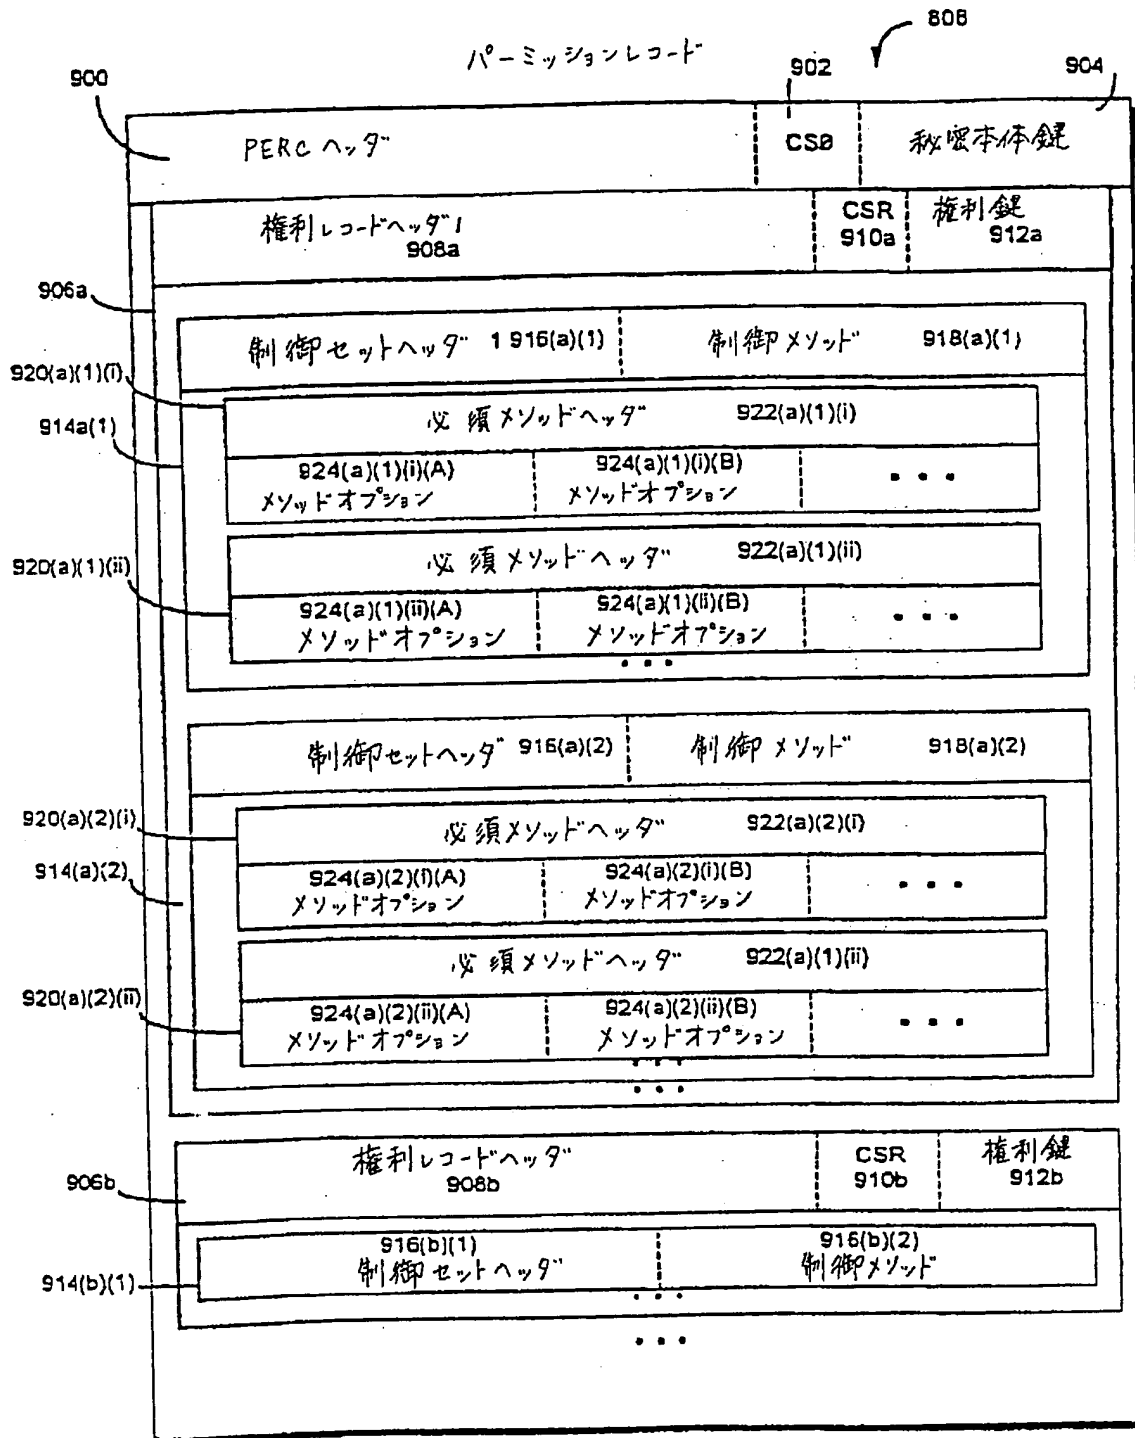 808
パーミッションレコード
900
902
904
PERC ヘッダ
CS0
秘密本体鍵
権利レコードヘッダ1
908a
CSR
910a
権利鍵
912a
906a
制御セットヘッダ 1 916(a)(1)
制御メソッド 918(a)(1)
920(a)(1)(i)
必須メソッドヘッダ 922(a)(1)(i)
914a(1)
924(a)(1)(i)(A)
メソッドオプション
924(a)(1)(i)(B)
メソッドオプション
•••
必須メソッドヘッダ 922(a)(1)(ii)
920(a)(1)(ii)
924(a)(1)(ii)(A)
メソッドオプション
924(a)(1)(ii)(B)
メソッドオプション
•••
•••
制御セットヘッダ 916(a)(2)
制御メソッド 918(a)(2)
920(a)(2)(i)
必須メソッドヘッダ 922(a)(2)(i)
914(a)(2)
924(a)(2)(i)(A)
メソッドオプション
924(a)(2)(i)(B)
メソッドオプション
•••
必須メソッドヘッダ 922(a)(1)(ii)
920(a)(2)(ii)
924(a)(2)(ii)(A)
メソッドオプション
924(a)(2)(ii)(B)
メソッドオプション
•••
•••
•••
権利レコードヘッダ
908b
CSR
910b
権利鍵
912b
906b
916(b)(1)
制御セットヘッダ
916(b)(2)
制御メソッド
914(b)(1)
•••
•••